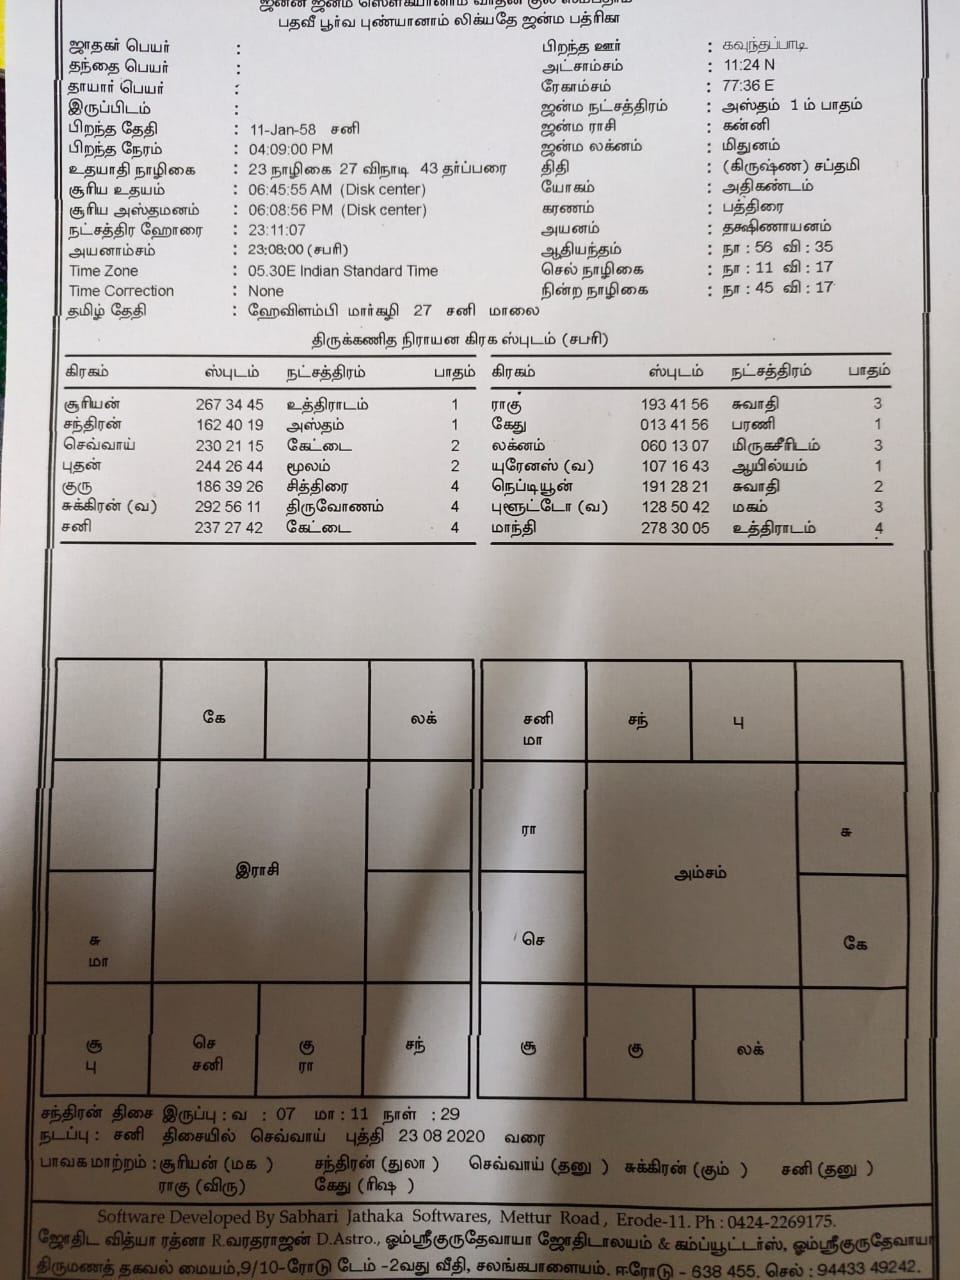 ஜனன ஜன்ம ஸௌக்யானாம் வர்தனீ குல ஸம்பதாம்
பதவீ பூர்வ புண்யானாம் லிக்யதே ஜன்ம பத்ரிகா
ஜாதகர் பெயர் : பிறந்த ஊர் : கவுந்தப்பாடி
தந்தை பெயர் : அட்சாம்சம் : 11:24 N
தாயார் பெயர் : ரேகாம்சம் : 77:36 E
இருப்பிடம் : ஜன்ம நட்சத்திரம் : அஸ்தம் 1 ம் பாதம்
பிறந்த தேதி : 11-Jan-58 சனி ஜன்ம ராசி : கன்னி
பிறந்த நேரம் : 04:09:00 PM ஜன்ம லக்னம் : மிதுனம்
உதயாதி நாழிகை : 23 நாழிகை 27 விநாடி 43 தர்ப்பரை திதி : (கிருஷ்ண) சப்தமி
சூரிய உதயம் : 06:45:55 AM (Disk center) யோகம் : அதிகண்டம்
சூரிய அஸ்தமனம் : 06:08:56 PM (Disk center) கரணம் : பத்திரை
நட்சத்திர ஹோரை : 23:11:07 அயனம் : தக்ஷிணாயனம்
அயனாம்சம் : 23:08:00 (சபரி) ஆதியந்தம் : நா : 56 வி : 35
Time Zone : 05.30E Indian Standard Time செல் நாழிகை : நா : 11 வி : 17
Time Correction : None நின்ற நாழிகை : நா : 45 வி : 17
தமிழ் தேதி : ஹேவிளம்பி மார்கழி 27 சனி மாலை
திருக்கணித நிராயன கிரக ஸ்புடம் (சபரி)
கிரகம் ஸ்புடம் நட்சத்திரம் பாதம் கிரகம் ஸ்புடம் நட்சத்திரம் பாதம்
சூரியன் 267 34 45 உத்திராடம் 1 ராகு 193 41 56 சுவாதி 3
சந்திரன் 162 40 19 அஸ்தம் 1 கேது 013 41 56 பரணி 1
செவ்வாய் 230 21 15 கேட்டை 2 லக்னம் 060 13 07 மிருகசீரிடம் 3
புதன் 244 26 44 மூலம் 2 யுரேனஸ் (வ) 107 16 43 ஆயில்யம் 1
குரு 186 39 26 சித்திரை 4 நெப்டியூன் 191 28 21 சுவாதி 2
சுக்கிரன் (வ) 292 56 11 திருவோணம் 4 புளூட்டோ (வ) 128 50 42 மகம் 3
சனி 237 27 42 கேட்டை 4 மாந்தி 278 30 05 உத்திராடம் 4
கே லக் சனி சந் பு
மா
ரா சு
இராசி அம்சம்
சு செ கே
மா
சூ செ கு சந் சூ கு லக்
பு சனி ரா
சந்திரன் திசை இருப்பு : வ : 07 மா : 11 நாள் : 29
நடப்பு : சனி திசையில் செவ்வாய் புத்தி 23 08 2020 வரை
பாவக மாற்றம் : சூரியன் (மக ) சந்திரன் (துலா ) செவ்வாய் (தனு ) சுக்கிரன் (கும் ) சனி (தனு )
ராகு (விரு) கேது (ரிஷ )
Software Developed By Sabhari Jathaka Softwares, Mettur Road, Erode-11. Ph : 0424-2269175.
ஜோதிட வித்யா ரத்னா R.வரதராஜன் D.Astro., ஓம்ஸ்ரீகுருதேவாயா ஜோதிடாலயம் & கம்ப்யூட்டர்ஸ், ஓம்ஸ்ரீகுருதேவாயா
திருமணத் தகவல் மையம்,9/10-ரோடு டேம் -2வது வீதி, சலங்கபாளையம். ஈரோடு - 638 455. செல் : 94433 49242.